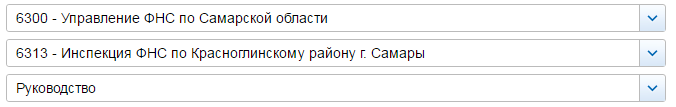 6300 - Управление ФНС по Самарской области
6313 - Инспекция ФНС по Красноглинскому району г. Самары
Руководство